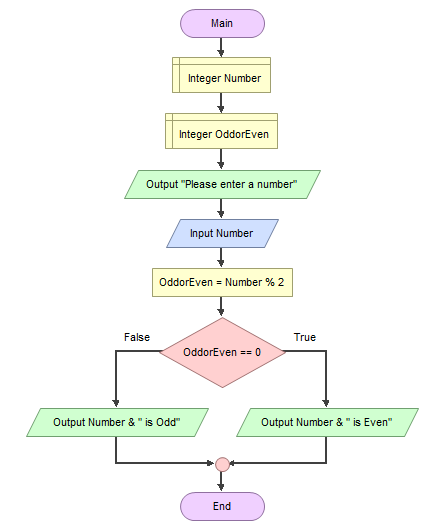 Main
Integer Number
Integer OddorEven
Output "Please enter a number"
Input Number
OddorEven = Number % 2
False
True
OddorEven == 0
Output Number & " is Odd"
Output Number & " is Even"
End